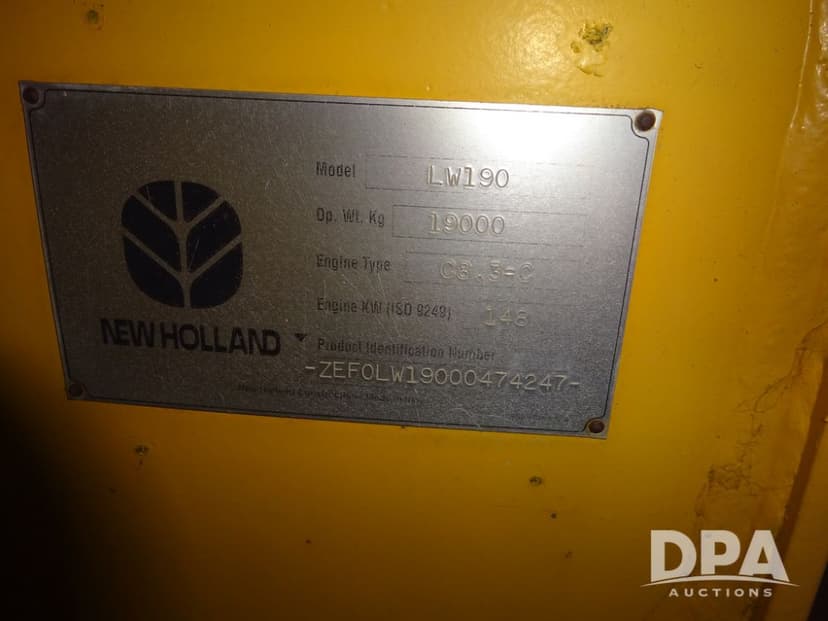 Model LW190
Op. Wt. Kg 19000
Engine Type C8.3-C
Engine KW (ISO 9249) 148
NEW HOLLAND
Product Identification Number
-ZEF0LW19000474247-
DPA
AUCTIONS